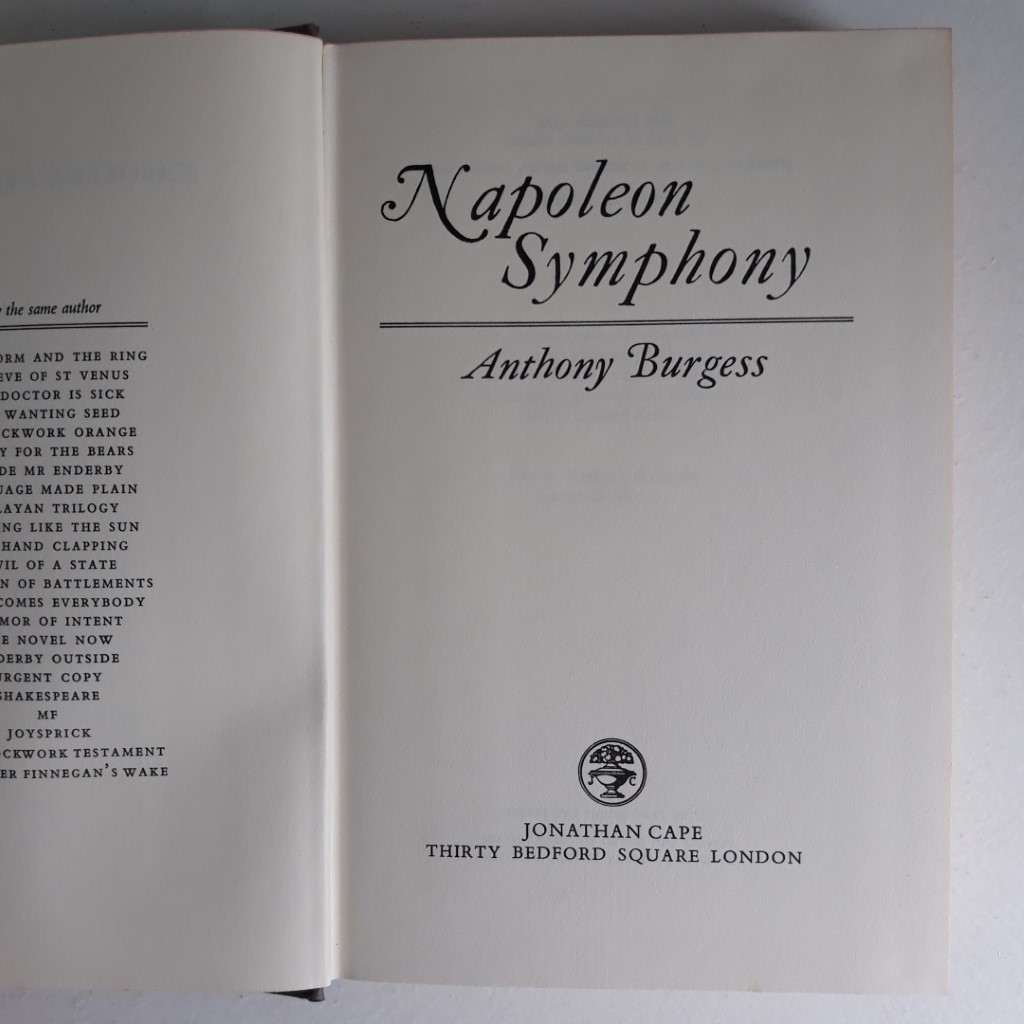 the same author
ORM AND THE RING
EVE OF ST VENUS
DOCTOR IS SICK
WANTING SEED
CKWORK ORANGE
Y FOR THE BEARS
DE MR ENDERBY
UAGE MADE PLAIN
LAYAN TRILOGY
NG LIKE THE SUN
HAND CLAPPING
VIL OF A STATE
N OF BATTLEMENTS
COMES EVERYBODY
MOR OF INTENT
E NOVEL NOW
DERBY OUTSIDE
URGENT COPY
SHAKESPEARE
MF
JOYSPRICK
OCKWORK TESTAMENT
ER FINNEGAN'S WAKE
Napoleon
Symphony
Anthony Burgess
J C
JONATHAN CAPE
THIRTY BEDFORD SQUARE LONDON